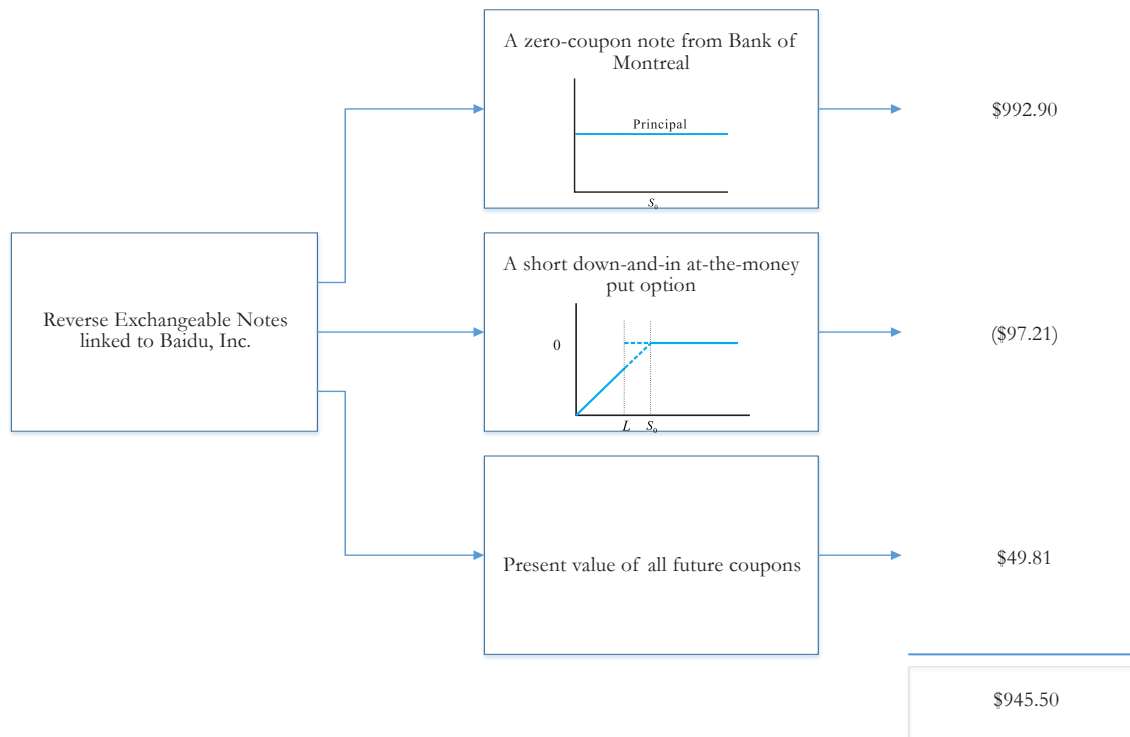 A zero-coupon note from Bank of
Montreal
Principal
S₀
$992.90
Reverse Exchangeable Notes
linked to Baidu, Inc.
A short down-and-in at-the-money
put option
0
L S₀
($97.21)
Present value of all future coupons
$49.81
$945.50